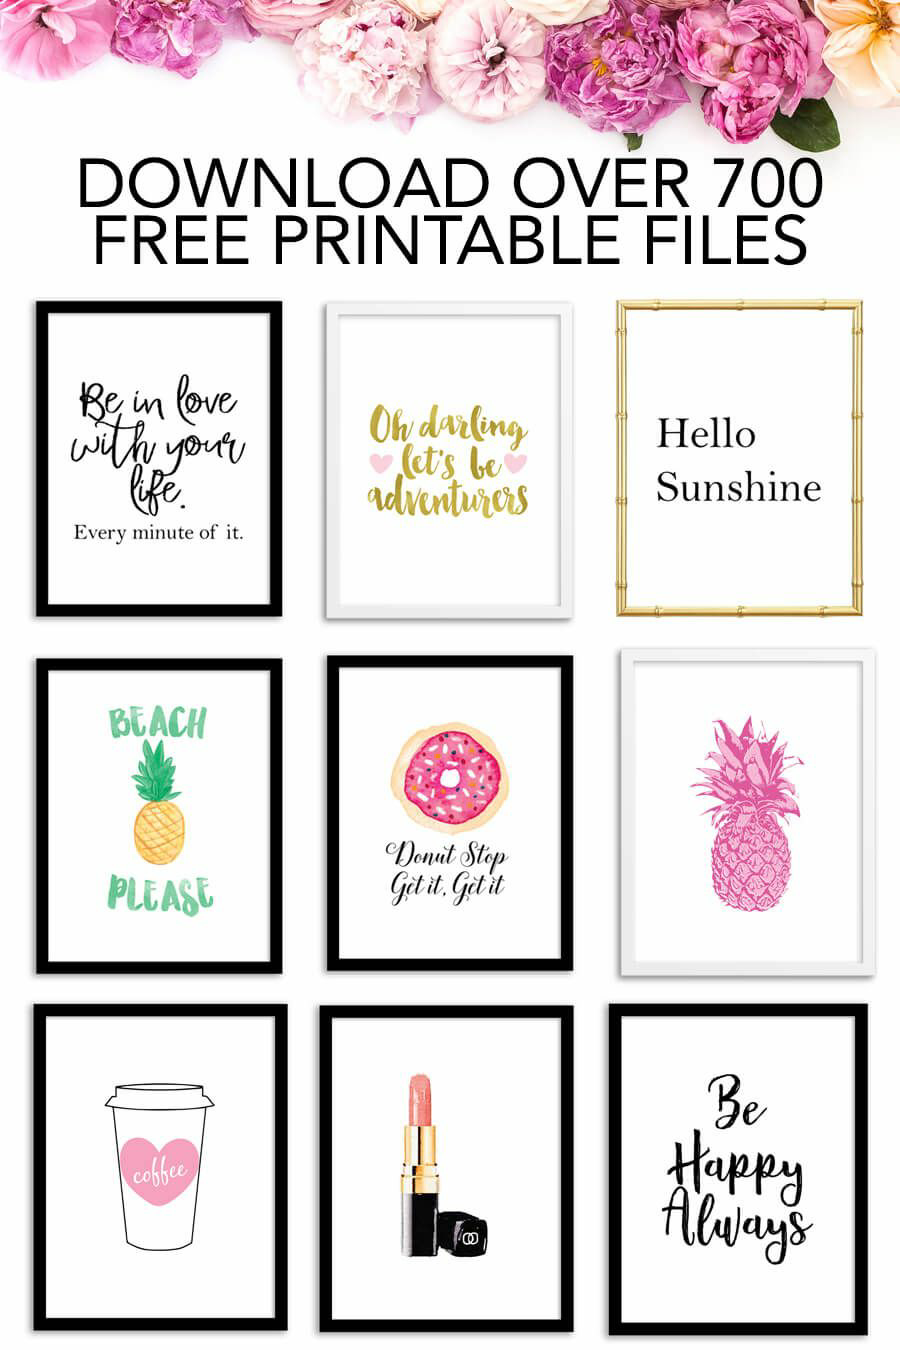 DOWNLOAD OVER 700
FREE PRINTABLE FILES
Be in love
with your
life.
Every minute of it.
Oh darling
let's be
adventurers
Hello
Sunshine
BEACH
PLEASE
Donut Stop
Get it, Get it
coffee
Be
Happy
Always